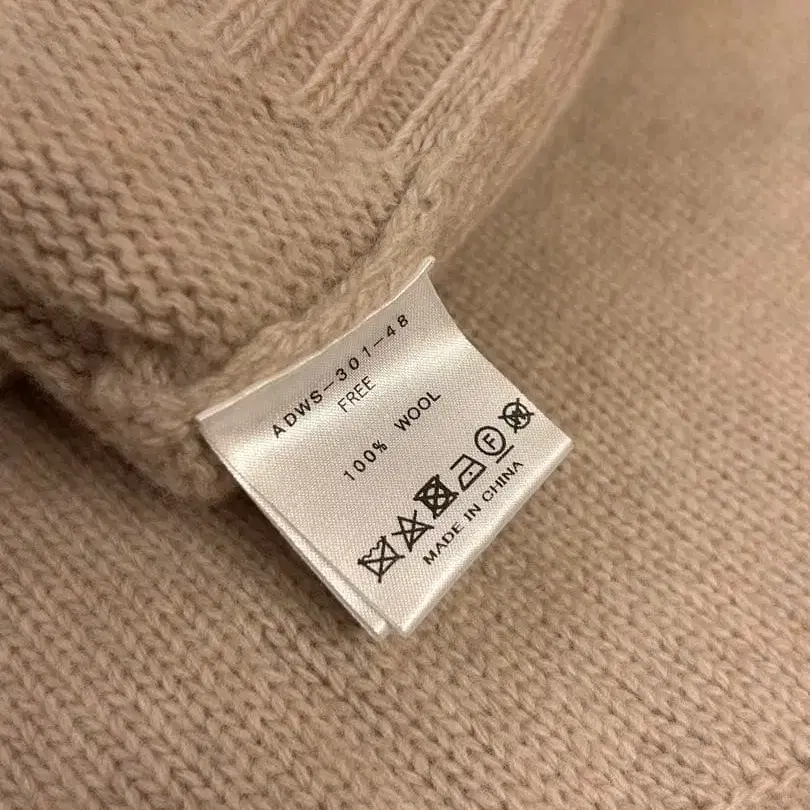 ADWS-301-48
FREE
100% WOOL
F W
MADE IN CHINA